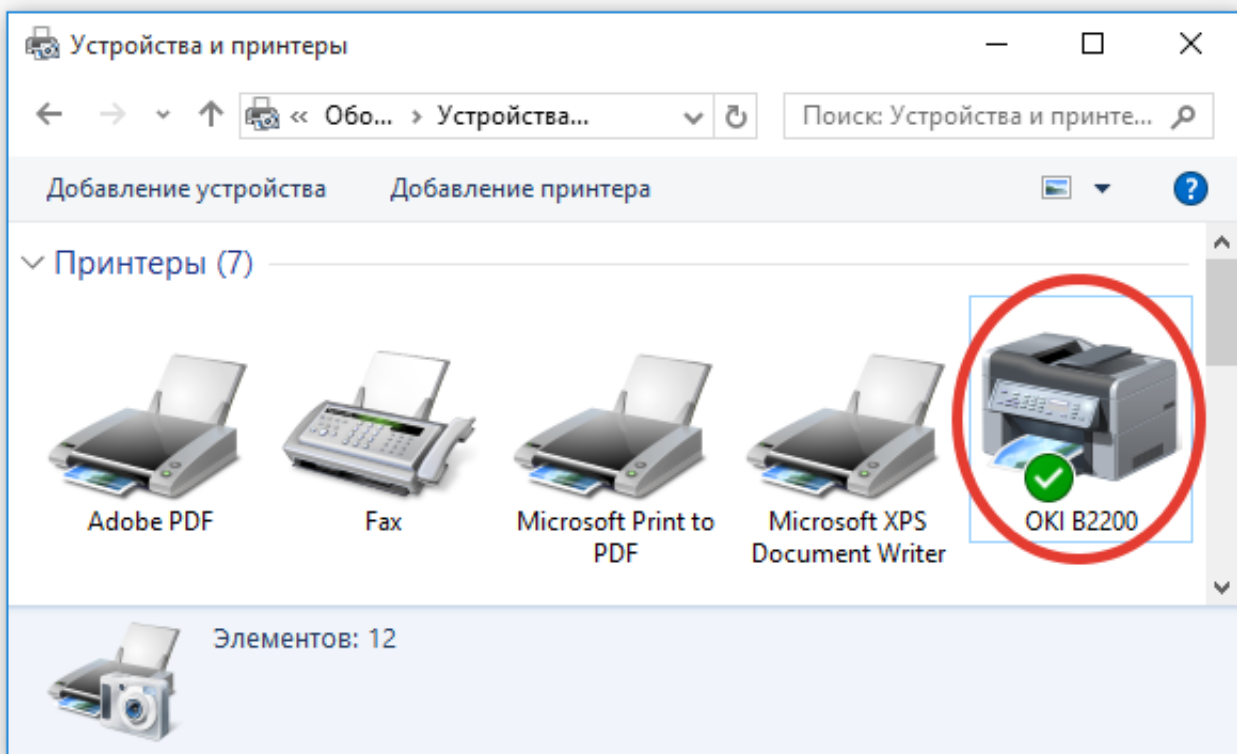 Устройства и принтеры
« Обо... › Устройства...
Поиск: Устройства и принте...
Добавление устройства Добавление принтера
Принтеры (7)
Adobe PDF
Fax
Microsoft Print to
PDF
Microsoft XPS
Document Writer
OKI B2200
Элементов: 12